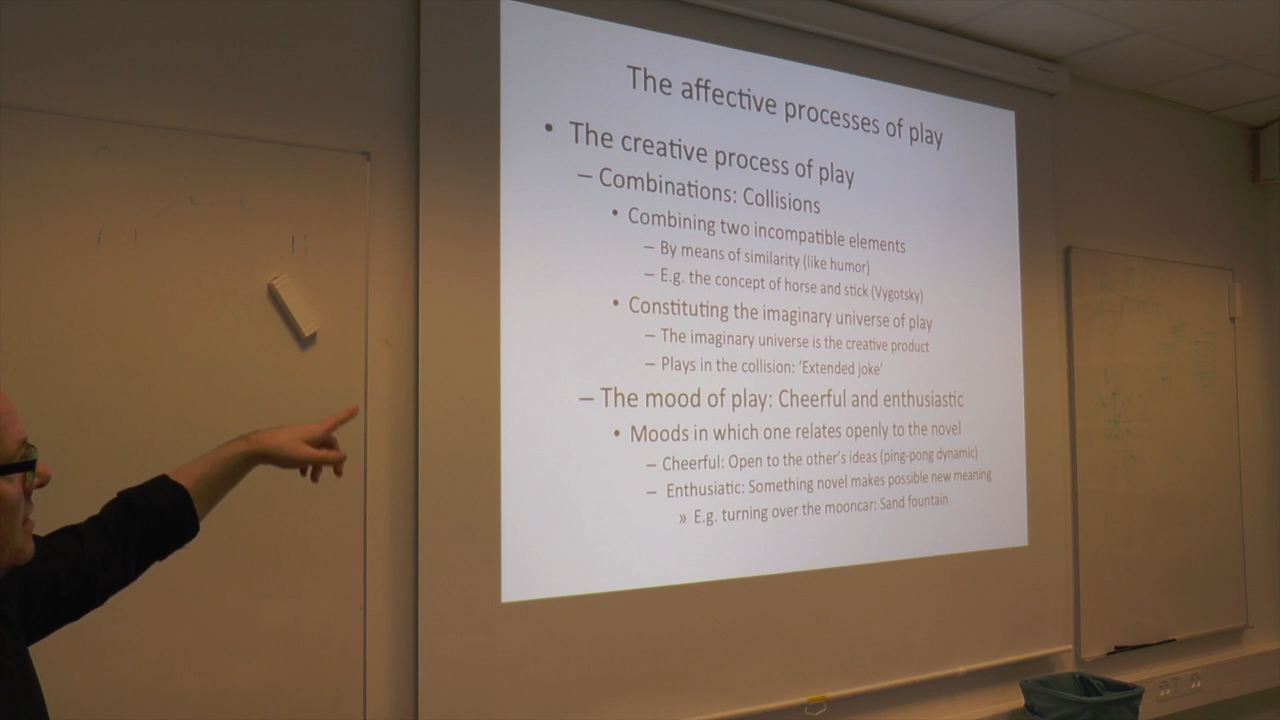 The affective processes of play
• The creative process of play
– Combinations: Collisions
• Combining two incompatible elements
– By means of similarity (like humor)
– E.g. the concept of horse and stick (Vygotsky)
• Constituting the imaginary universe of play
– The imaginary universe is the creative product
– Plays in the collision: ‘Extended joke’
– The mood of play: Cheerful and enthusiastic
• Moods in which one relates openly to the novel
– Cheerful: Open to the other’s ideas (ping-pong dynamic)
– Enthusiatic: Something novel makes possible new meaning
» E.g. turning over the mooncar: Sand fountain